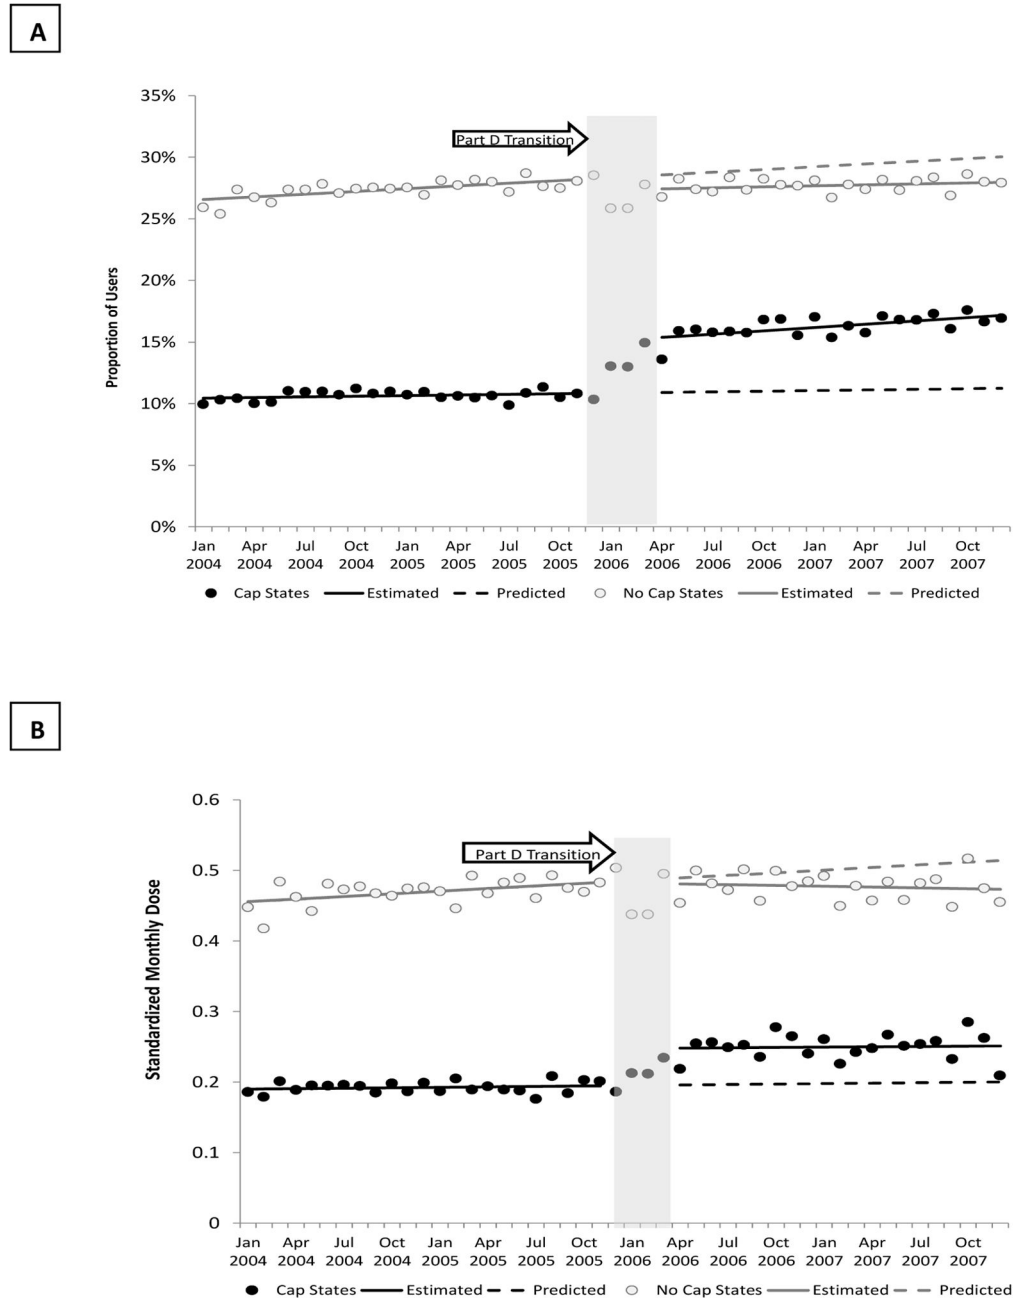 A
35%
30%
25%
20%
15%
10%
5%
0%
Proportion of Users
Part D Transition
Jan Apr Jul Oct Jan Apr Jul Oct Jan Apr Jul Oct Jan Apr Jul Oct
2004 2004 2004 2004 2005 2005 2005 2005 2006 2006 2006 2006 2007 2007 2007 2007
Cap States Estimated Predicted No Cap States Estimated Predicted
B
0.6
0.5
0.4
0.3
0.2
0.1
0
Standardized Monthly Dose
Part D Transition
Jan Apr Jul Oct Jan Apr Jul Oct Jan Apr Jul Oct Jan Apr Jul Oct
2004 2004 2004 2004 2005 2005 2005 2005 2006 2006 2006 2006 2007 2007 2007 2007
Cap States Estimated Predicted No Cap States Estimated Predicted